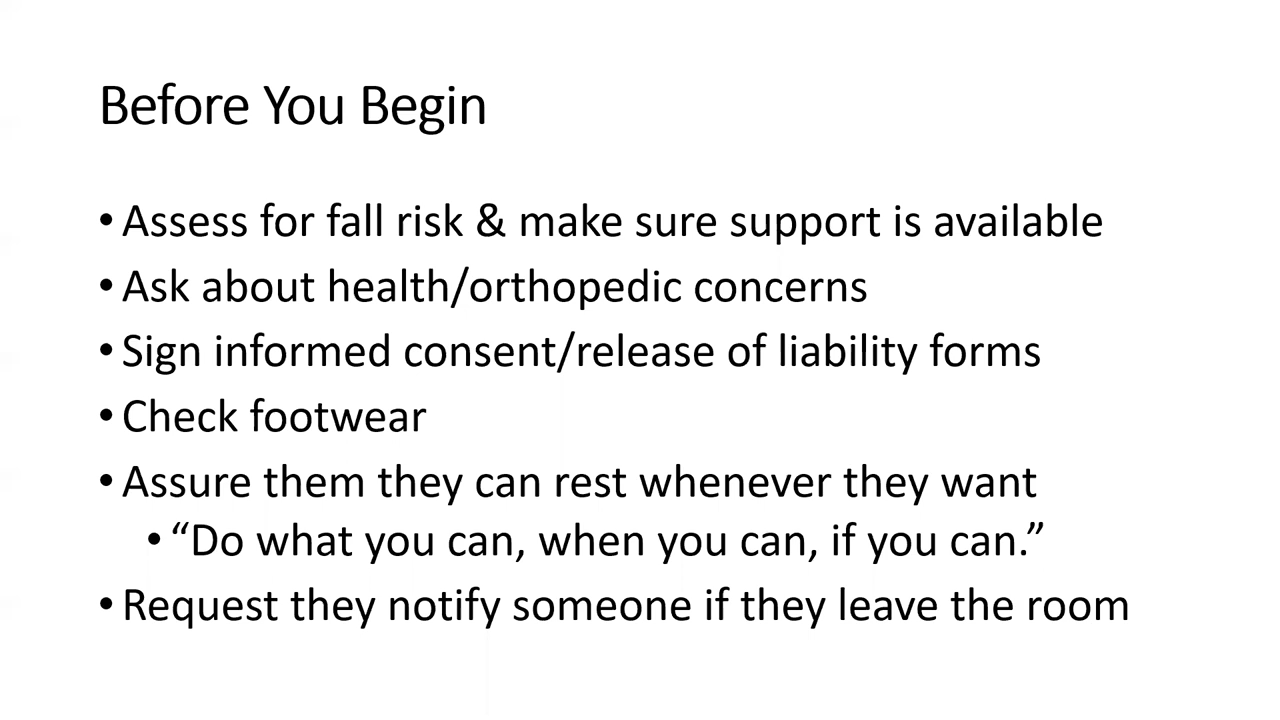 Before You Begin
• Assess for fall risk & make sure support is available
• Ask about health/orthopedic concerns
• Sign informed consent/release of liability forms
• Check footwear
• Assure them they can rest whenever they want
• “Do what you can, when you can, if you can.”
• Request they notify someone if they leave the room